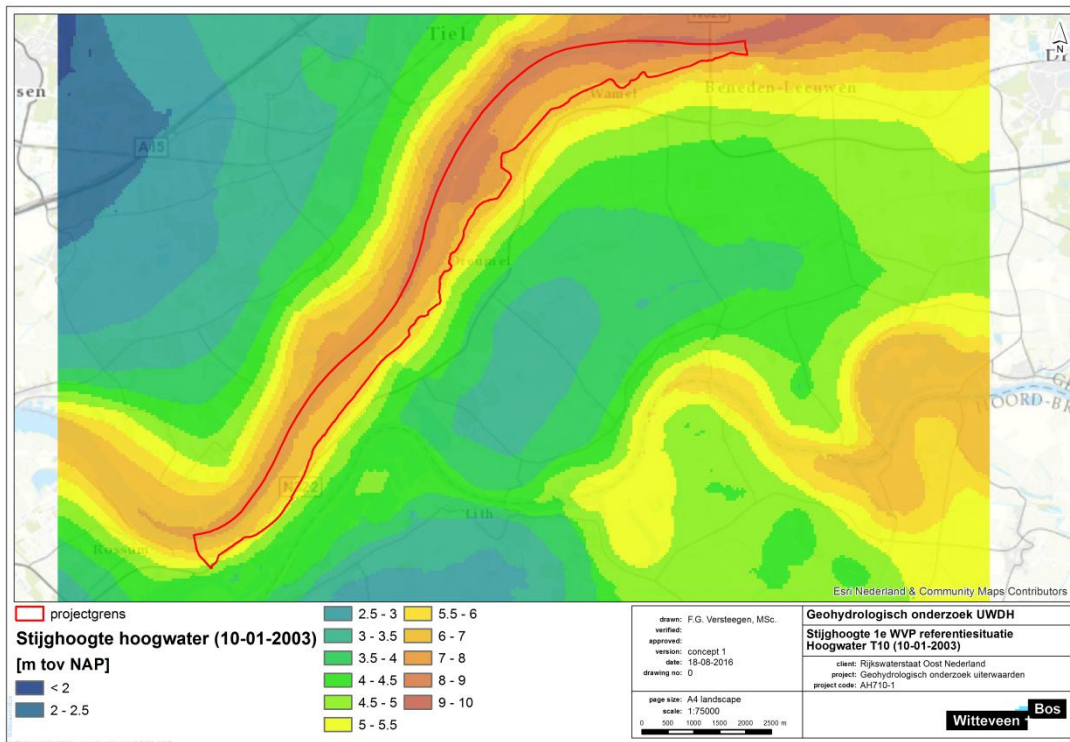 N323
Tiel
N
Dr
sen
Wamel
Beneden-Leeuwen
A15
Dreumel
NOORD-BR
N322
Lith
Rossum
Esri Nederland & Community Maps Contributors
projectgrens
Stijghoogte hoogwater (10-01-2003)
[m tov NAP]
< 2
2 - 2.5
2.5 - 3
3 - 3.5
3.5 - 4
4 - 4.5
4.5 - 5
5 - 5.5
5.5 - 6
6 - 7
7 - 8
8 - 9
9 - 10
drawn: F.G. Versteegen, MSc.
verified:
approved:
version: concept 1
date: 18-08-2016
drawing no: 0
page size: A4 landscape
scale: 1:75000
0 500 1000 1500 2000 2500 m
Geohydrologisch onderzoek UWDH
Stijghoogte 1e WVP referentiesituatie
Hoogwater T10 (10-01-2003)
client: Rijkswaterstaat Oost Nederland
project: Geohydrologisch onderzoek uiterwaarden
project code: AH710-1
Witteveen + Bos